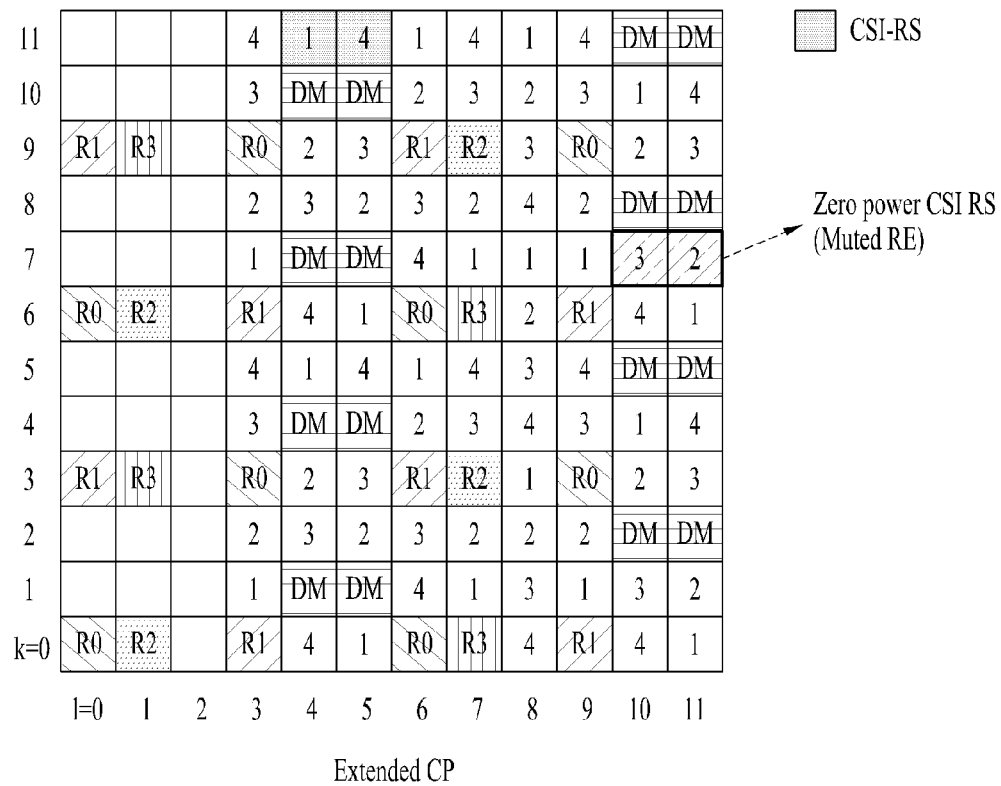 11 4 1 4 1 4 1 4 DM DM
CSI-RS
10 3 DM DM 2 3 2 3 1 4
9 R1 R3 R0 2 3 R1 R2 3 R0 2 3
8 2 3 2 3 2 4 2 DM DM
Zero power CSI RS
(Muted RE)
7 1 DM DM 4 1 1 1 3 2
6 R0 R2 R1 4 1 R0 R3 2 R1 4 1
5 4 1 4 1 4 3 4 DM DM
4 3 DM DM 2 3 4 3 1 4
3 R1 R3 R0 2 3 R1 R2 1 R0 2 3
2 2 3 2 3 2 2 2 DM DM
1 1 DM DM 4 1 3 1 3 2
k=0 R0 R2 R1 4 1 R0 R3 4 R1 4 1
l=0 1 2 3 4 5 6 7 8 9 10 11
Extended CP